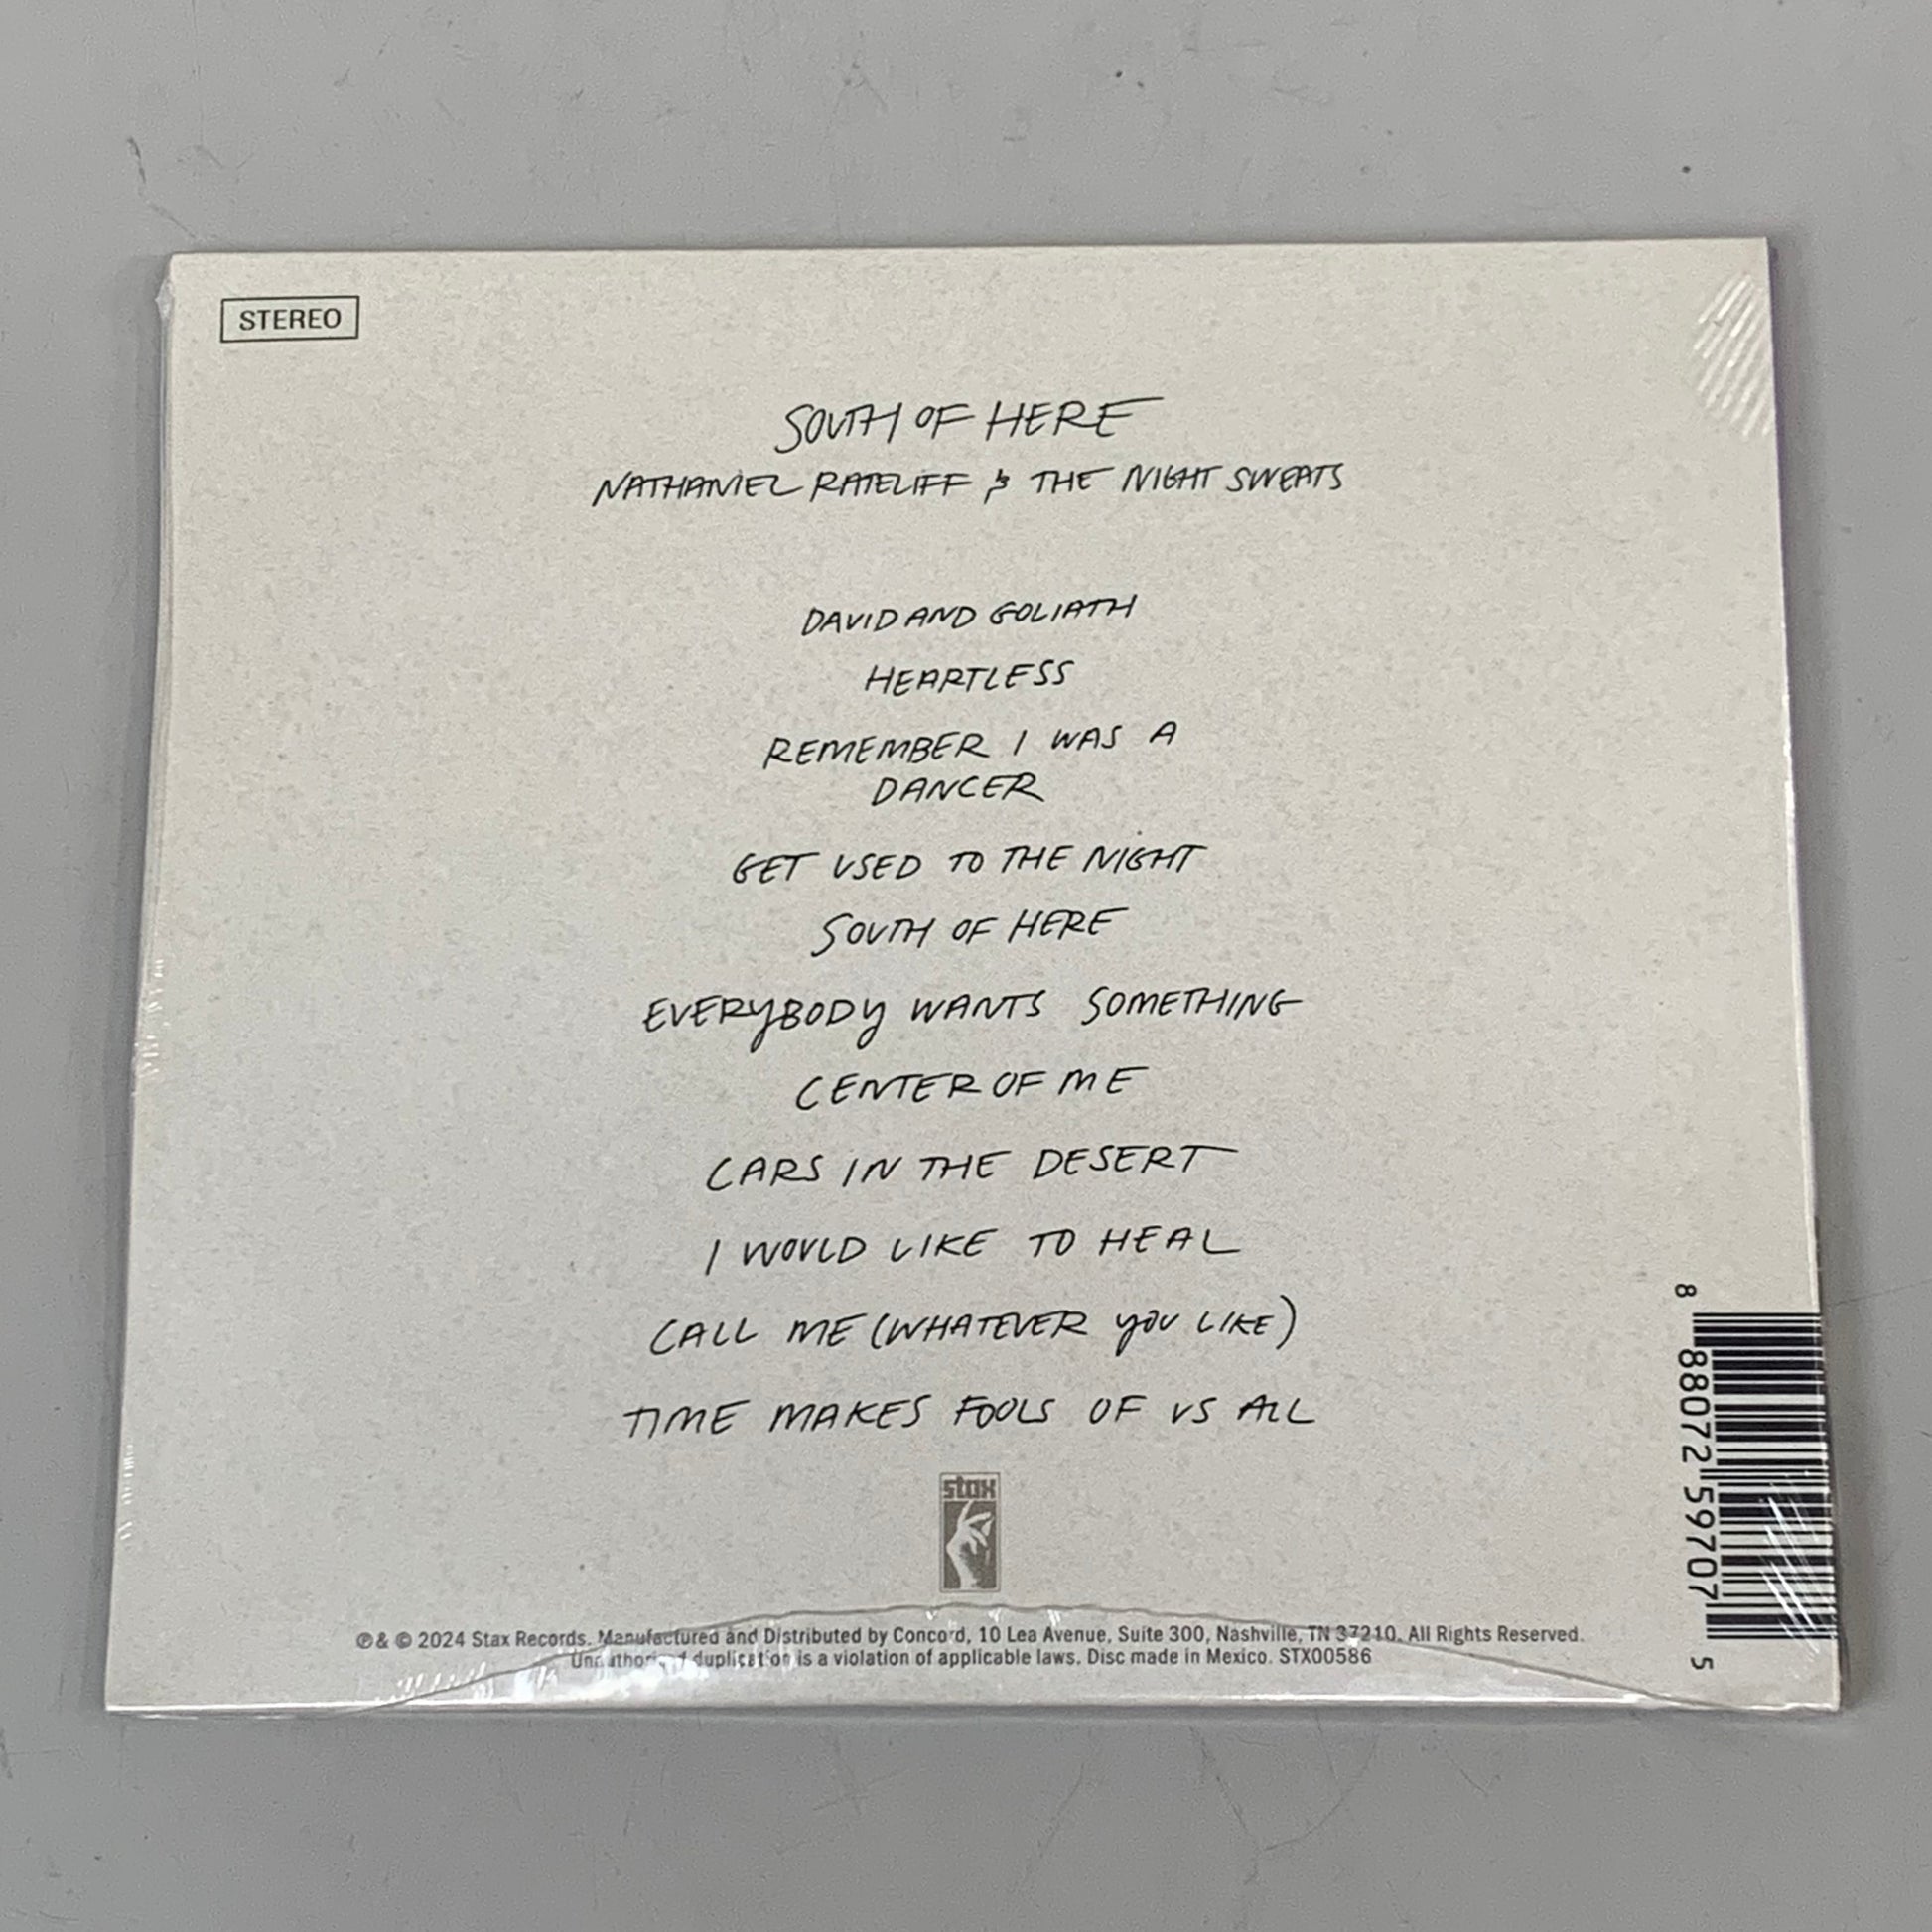 STEREO
SOUTH OF HERE
NATHANIEL RATELIFF & THE NIGHT SWEATS
DAVID AND GOLIATH
HEARTLESS
REMEMBER I WAS A
DANCER
GET USED TO THE NIGHT
SOUTH OF HERE
EVERYBODY WANTS SOMETHING
CENTER OF ME
CARS IN THE DESERT
I WOULD LIKE TO HEAL
CALL ME (WHATEVER YOU LIKE)
TIME MAKES FOOLS OF US ALL
stax
℗ & © 2024 Stax Records. Manufactured and Distributed by Concord, 10 Lea Avenue, Suite 300, Nashville, TN 37210. All Rights Reserved.
Unauthorized duplication is a violation of applicable laws. Disc made in Mexico. STX00586
8 88072 59707 5